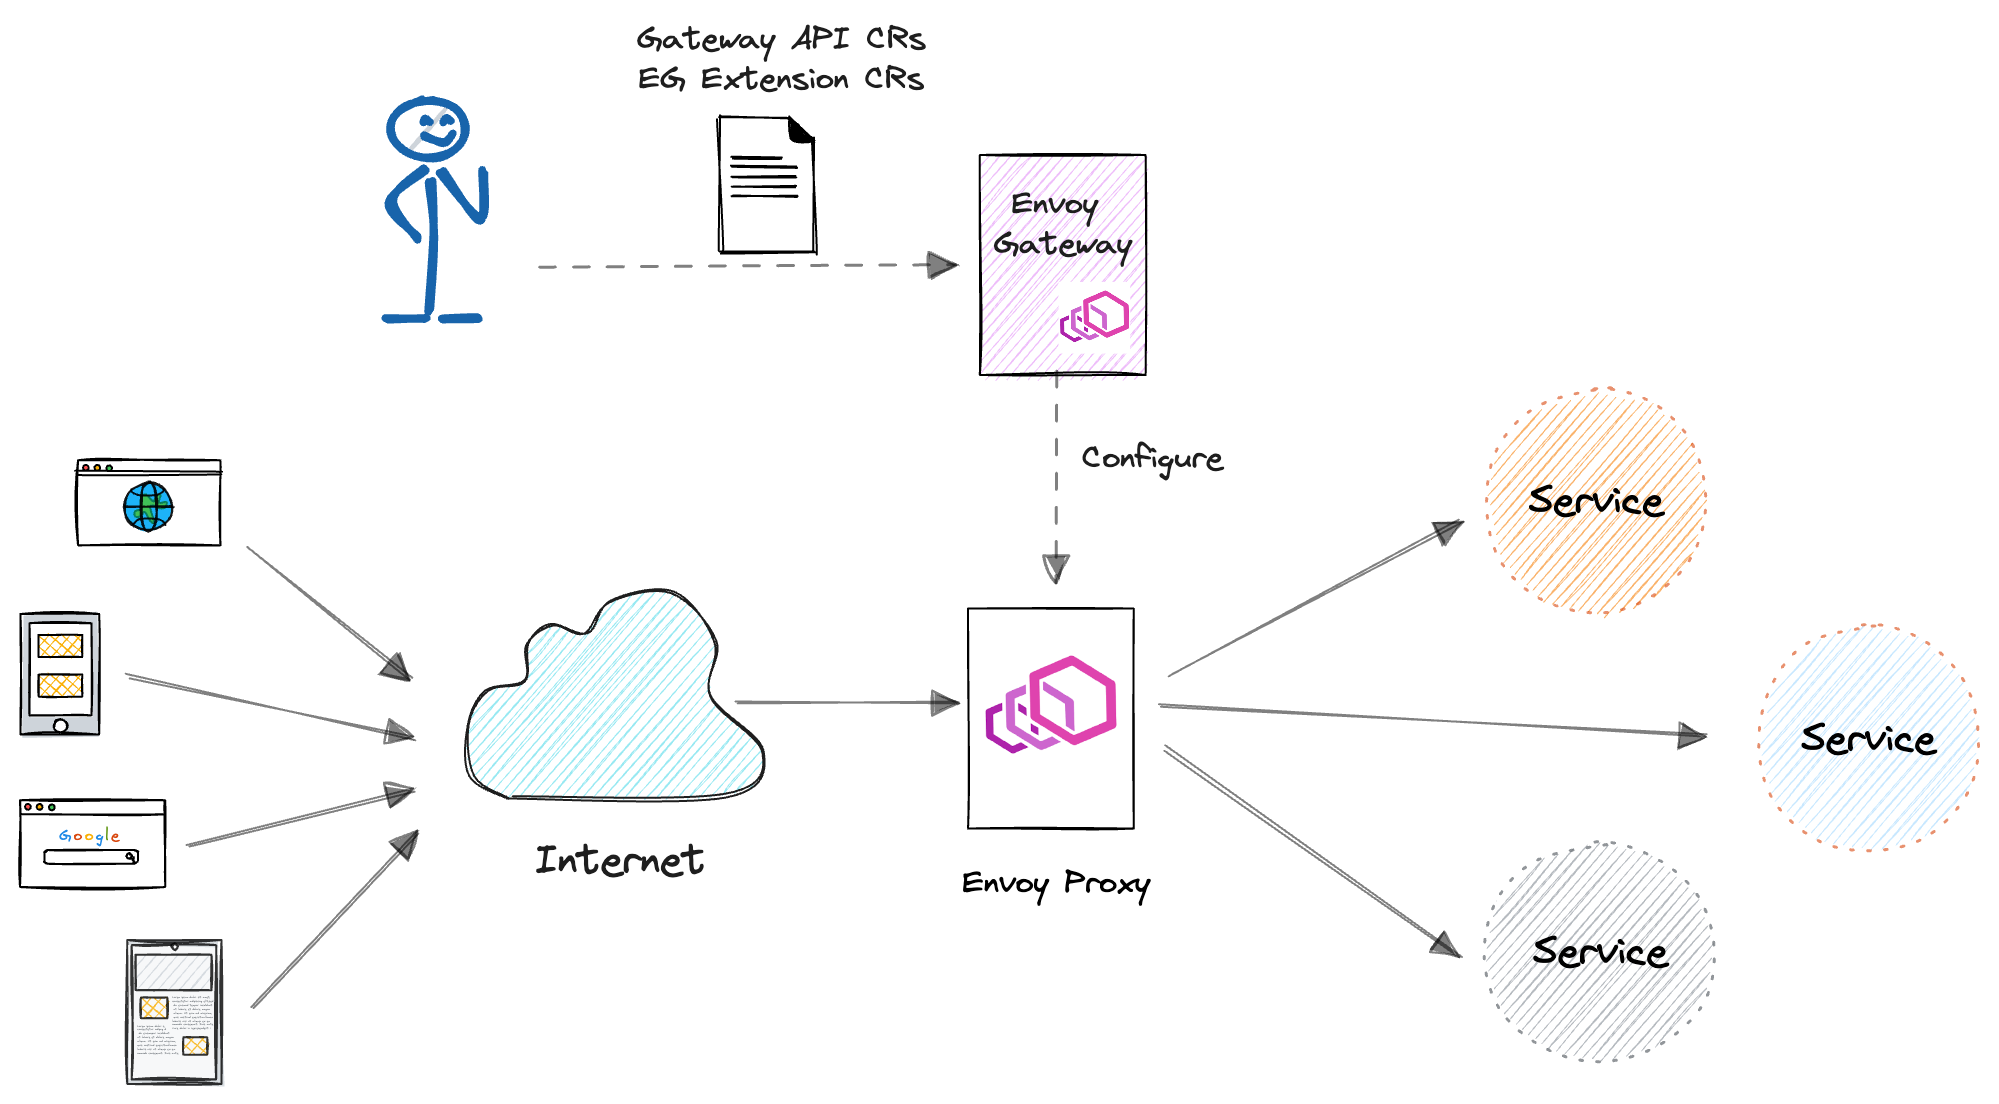 Gateway API CRs
EG Extension CRs
Envoy
Gateway
Configure
Google
Internet
Envoy Proxy
Service
Service
Service